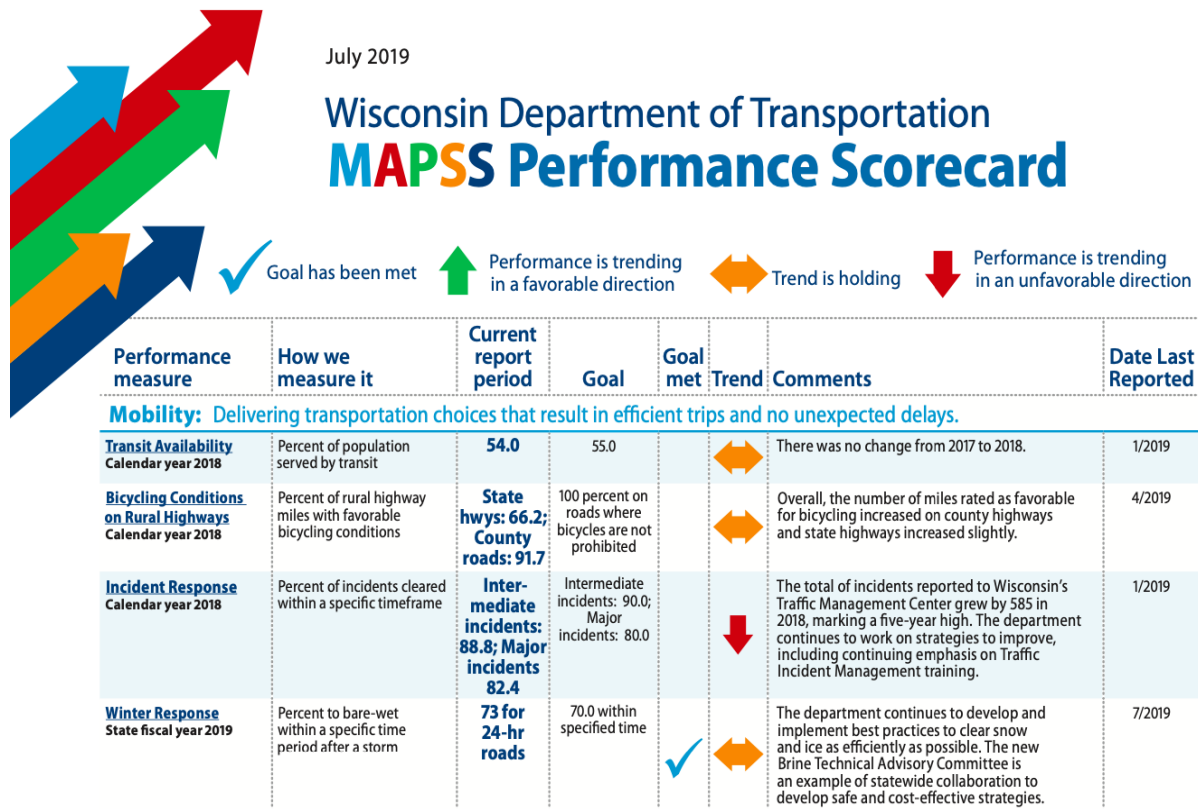 July 2019
Wisconsin Department of Transportation
MAPSS Performance Scorecard
Goal has been met
Performance is trending
in a favorable direction
Trend is holding
Performance is trending
in an unfavorable direction
Performance
measure
How we
measure it
Current
report
period
Goal
Goal
met
Trend
Comments
Date Last
Reported
Mobility: Delivering transportation choices that result in efficient trips and no unexpected delays.
Transit Availability
Calendar year 2018
Percent of population
served by transit
54.0
55.0
There was no change from 2017 to 2018.
1/2019
Bicycling Conditions
on Rural Highways
Calendar year 2018
Percent of rural highway
miles with favorable
bicycling conditions
State
hwys: 66.2;
County
roads: 91.7
100 percent on
roads where
bicycles are not
prohibited
Overall, the number of miles rated as favorable
for bicycling increased on county highways
and state highways increased slightly.
4/2019
Incident Response
Calendar year 2018
Percent of incidents cleared
within a specific timeframe
Inter-
mediate
incidents:
88.8; Major
incidents
82.4
Intermediate
incidents: 90.0;
Major
incidents: 80.0
The total of incidents reported to Wisconsin's
Traffic Management Center grew by 585 in
2018, marking a five-year high. The department
continues to work on strategies to improve,
including continuing emphasis on Traffic
Incident Management training.
1/2019
Winter Response
State fiscal year 2019
Percent to bare-wet
within a specific time
period after a storm
73 for
24-hr
roads
70.0 within
specified time
The department continues to develop and
implement best practices to clear snow
and ice as efficiently as possible. The new
Brine Technical Advisory Committee is
an example of statewide collaboration to
develop safe and cost-effective strategies.
7/2019